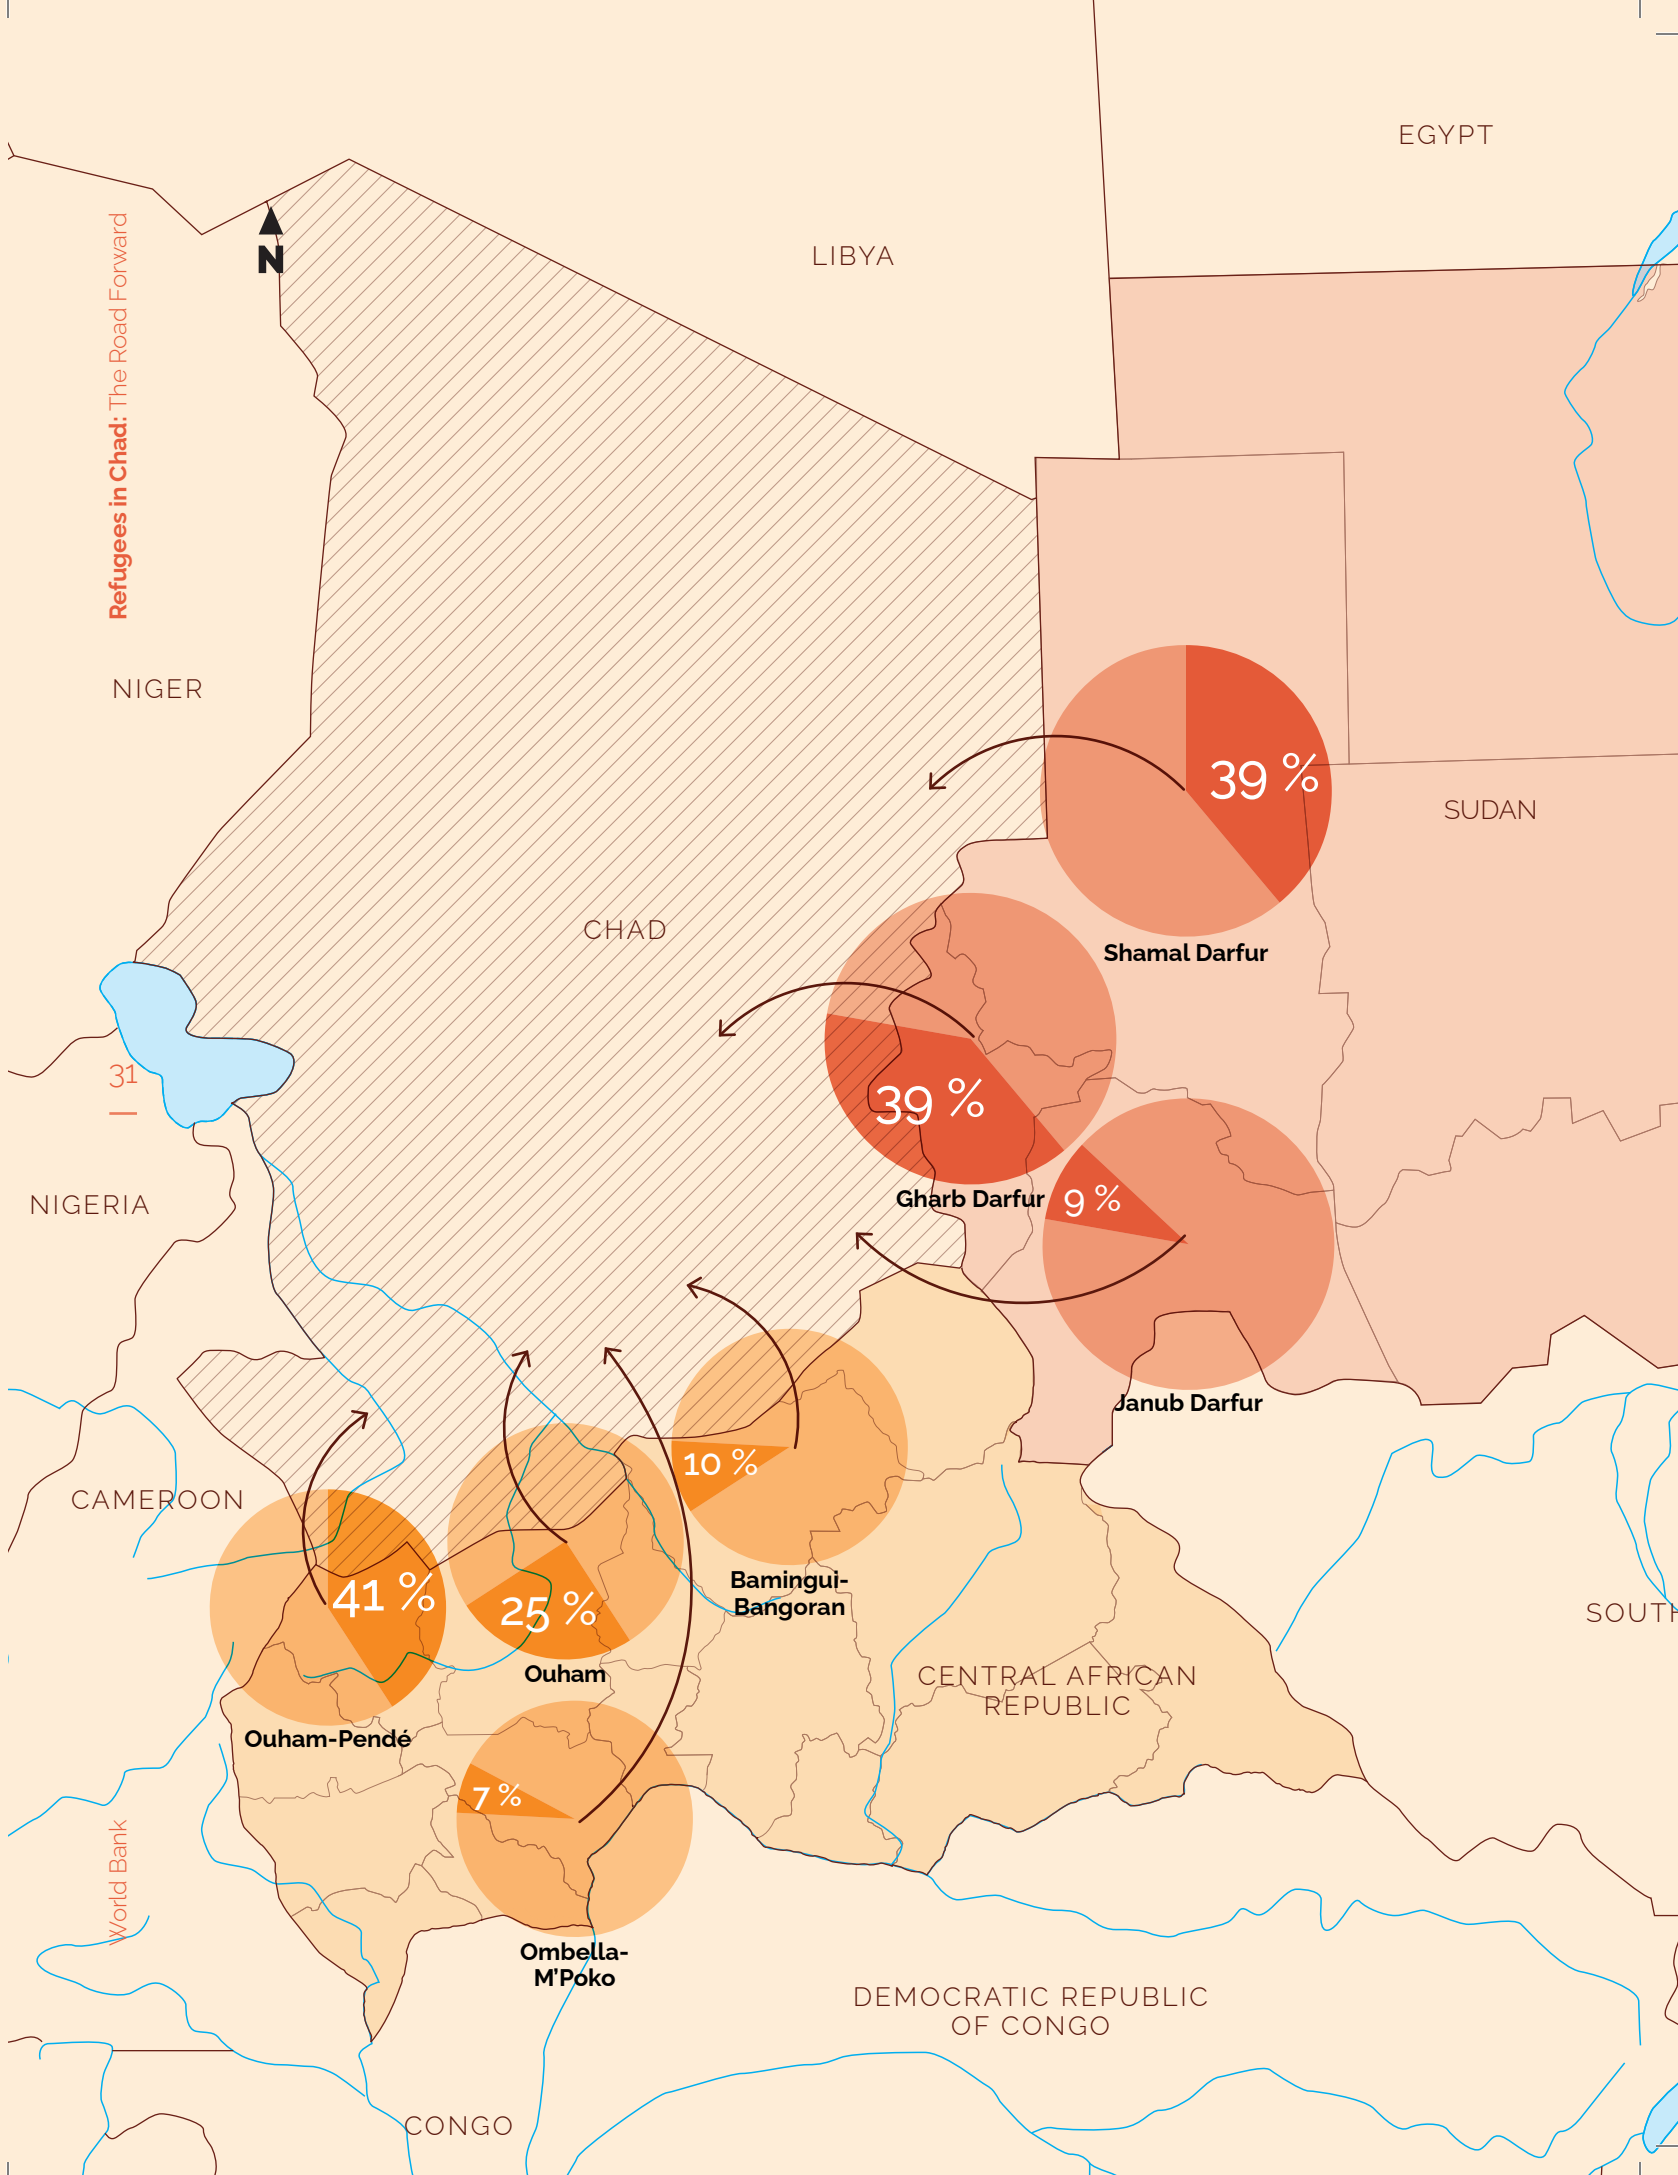 EGYPT
LIBYA
N
Refugees in Chad: The Road Forward
NIGER
39 %
SUDAN
CHAD
Shamal Darfur
31
39 %
NIGERIA
Gharb Darfur
9 %
Janub Darfur
10 %
CAMEROON
41 %
25 %
Bamingui-
Bangoran
SOUTH
Ouham
CENTRAL AFRICAN
REPUBLIC
Ouham-Pendé
7 %
World Bank
Ombella-
M'Poko
DEMOCRATIC REPUBLIC
OF CONGO
CONGO